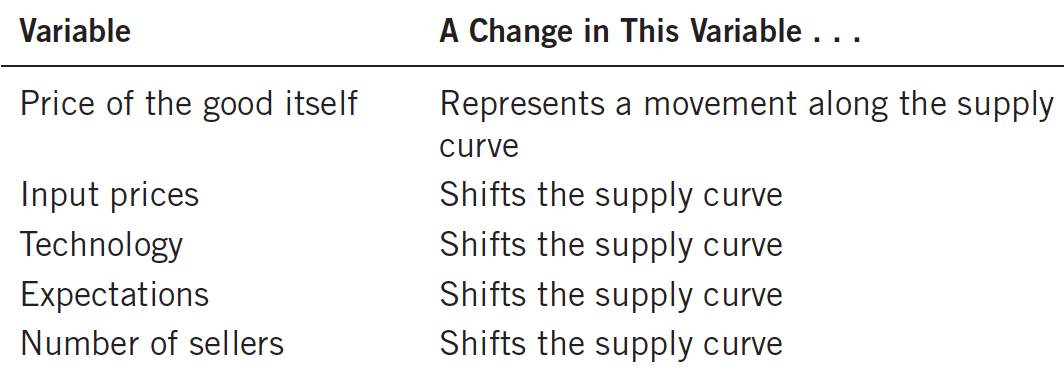 Variable A Change in This Variable . . .
Price of the good itself Represents a movement along the supply
curve
Input prices Shifts the supply curve
Technology Shifts the supply curve
Expectations Shifts the supply curve
Number of sellers Shifts the supply curve